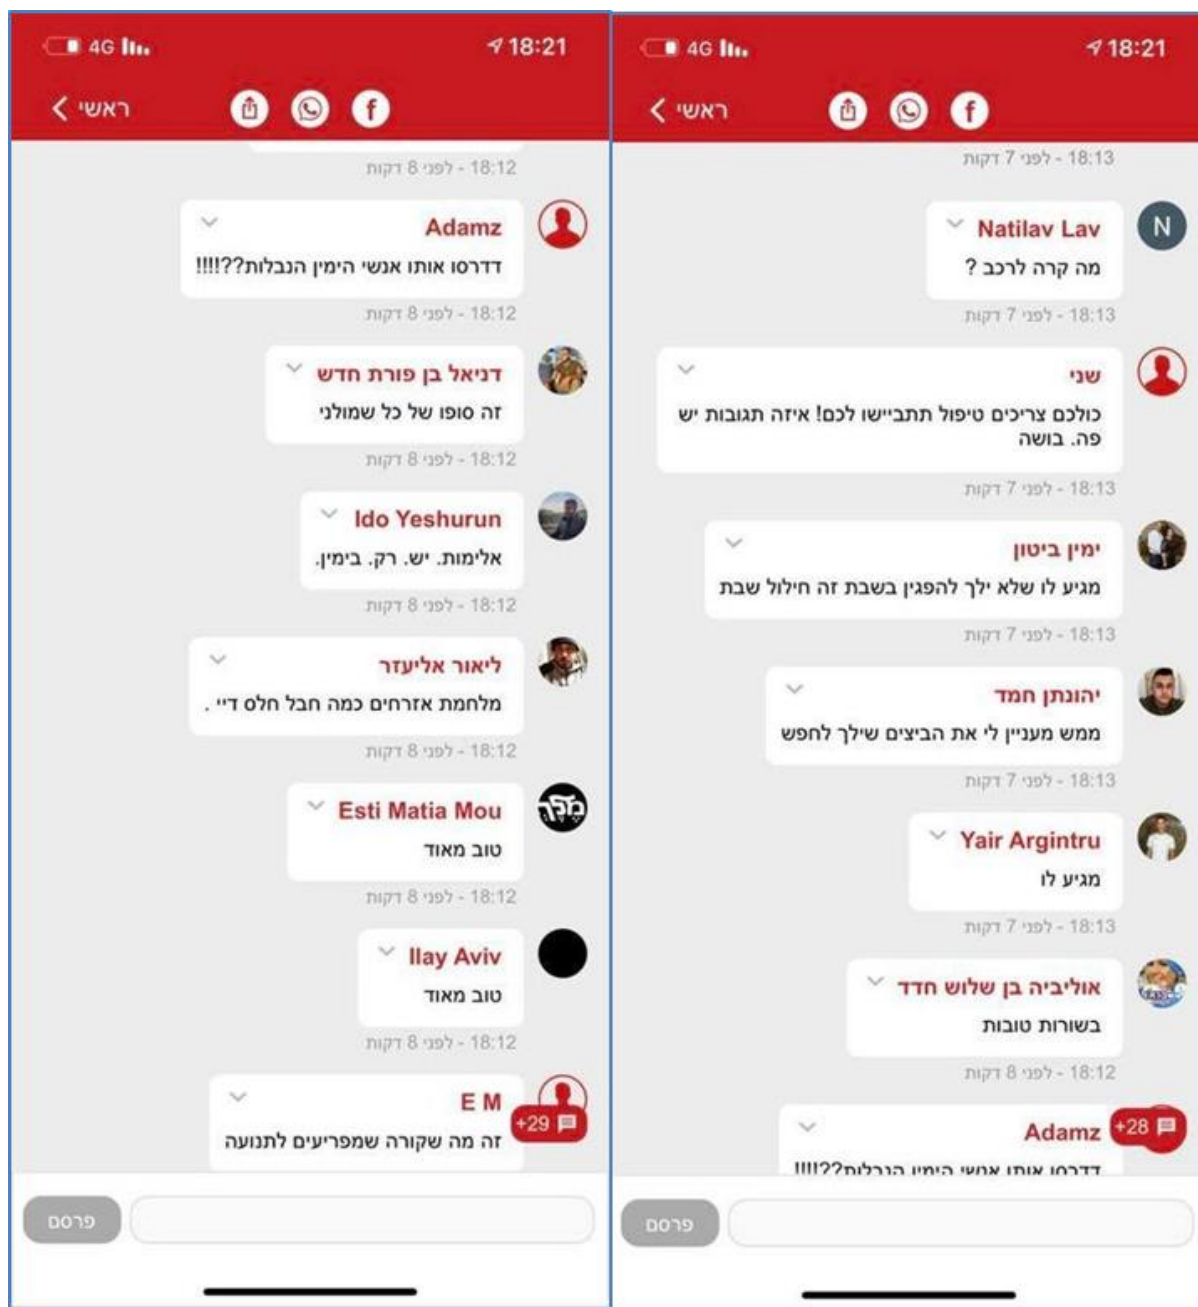 4G 18:21
ראשי
18:12 - לפני 8 דקות
Adamz
דדרסו אותו אנשי הימין הנבלות??!!!!
18:12 - לפני 8 דקות
דניאל בן פורת חדש
זה סופו של כל שמולני
18:12 - לפני 8 דקות
Ido Yeshurun
אלימות. יש. רק. בימין.
18:12 - לפני 8 דקות
ליאור אליעזר
מלחמת אזרחים כמה חבל חלס דיי .
18:12 - לפני 8 דקות
Esti Matia Mou
טוב מאוד
18:12 - לפני 8 דקות
Ilay Aviv
טוב מאוד
18:12 - לפני 8 דקות
E M
+29
זה מה שקורה שמפריעים לתנועה
פרסם
4G 18:21
ראשי
18:13 - לפני 7 דקות
N
Natilav Lav
מה קרה לרכב ?
18:13 - לפני 7 דקות
שני
כולכם צריכים טיפול תתביישו לכם! איזה תגובות יש
פה. בושה
18:13 - לפני 7 דקות
ימין ביטון
מגיע לו שלא ילך להפגין בשבת זה חילול שבת
18:13 - לפני 7 דקות
יהונתן חמד
ממש מעניין לי את הביצים שילך לחפש
18:13 - לפני 7 דקות
Yair Argintru
מגיע לו
18:13 - לפני 7 דקות
אוליביה בן שלוש חדד
בשורות טובות
18:12 - לפני 8 דקות
Adamz
+28
דדרסו אותו אנשי הימין הנבלות??!!!!
פרסם